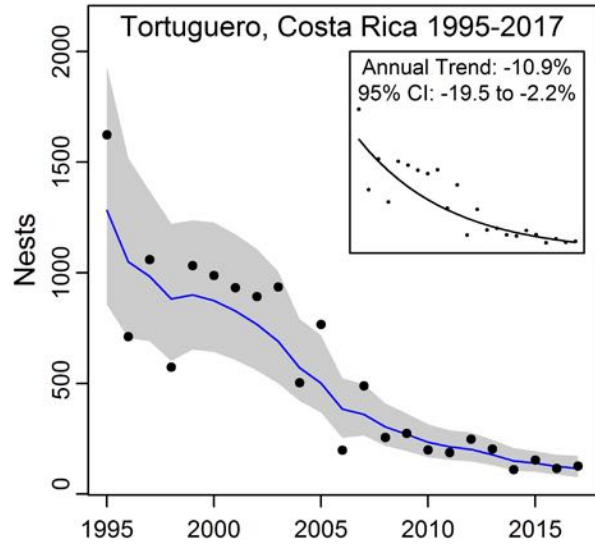 Tortuguero, Costa Rica 1995-2017
Annual Trend: -10.9%
95% CI: -19.5 to -2.2%
Nests
2000
1500
1000
500
0
1995 2000 2005 2010 2015